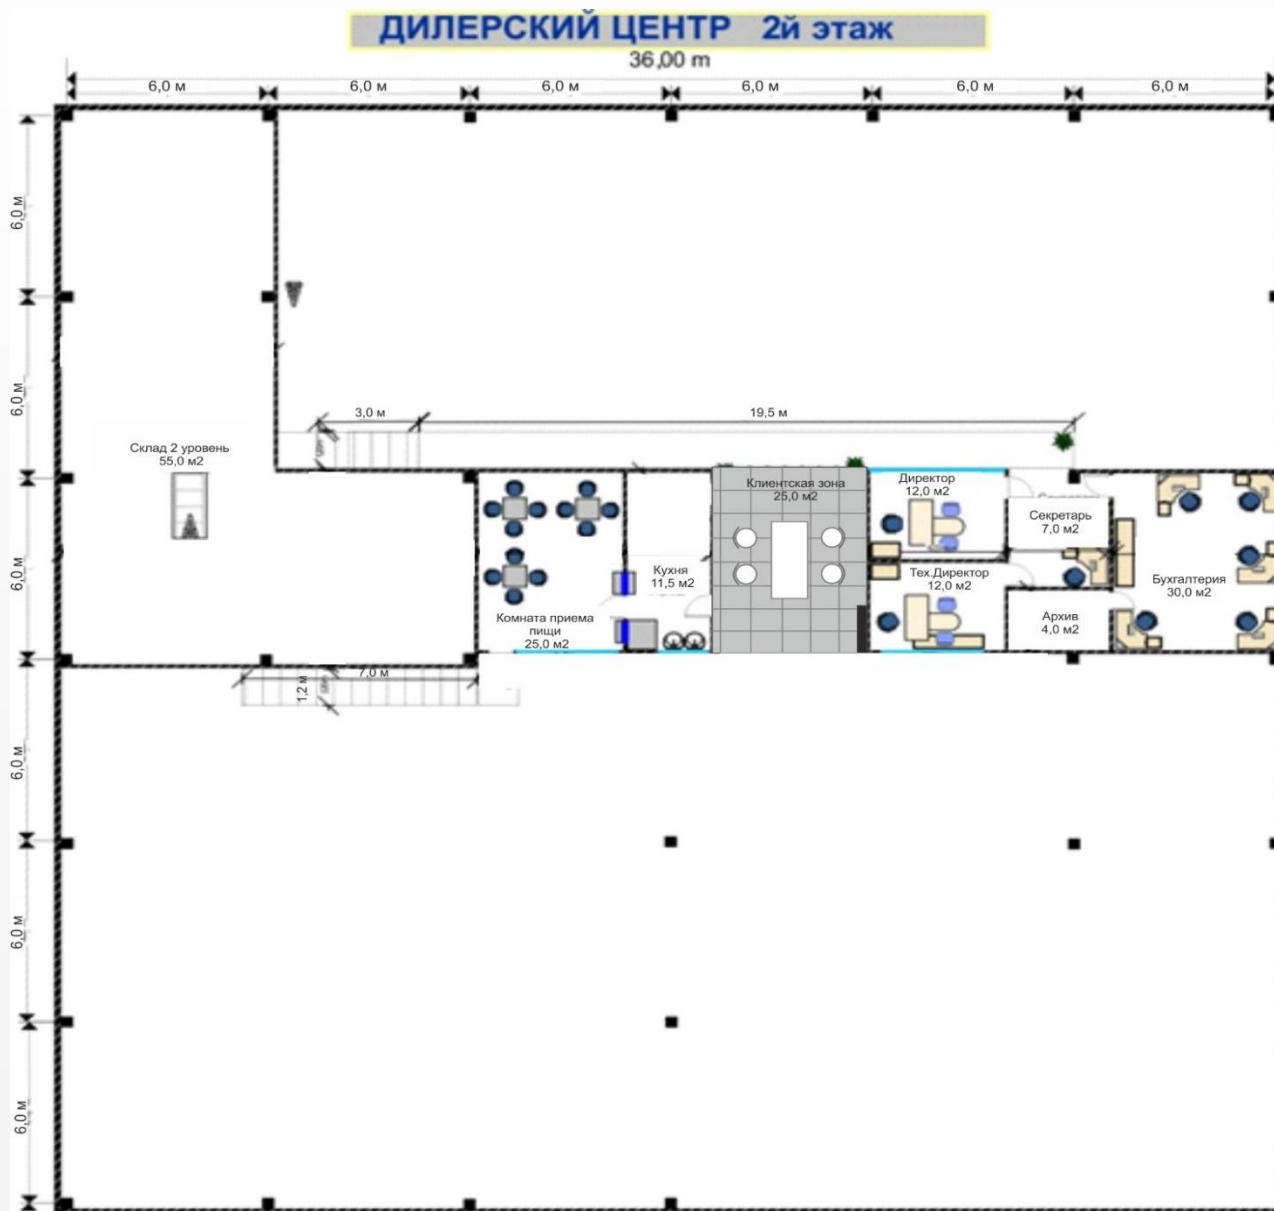 ДИЛЕРСКИЙ ЦЕНТР 2й этаж
36,00 m
6,0 м
6,0 м
6,0 м
6,0 м
6,0 м
6,0 м
6,0 м
6,0 м
3,0 м
19,5 м
Склад 2 уровень
55,0 м2
Клиентская зона
25,0 м2
Директор
12,0 м2
Секретарь
7,0 м2
6,0 м
Кухня
11,5 м2
Тех.Директор
12,0 м2
Бухгалтерия
30,0 м2
Комната приема
пищи
25,0 м2
Архив
4,0 м2
7,0 м
1,2 м
6,0 м
6,0 м
6,0 м